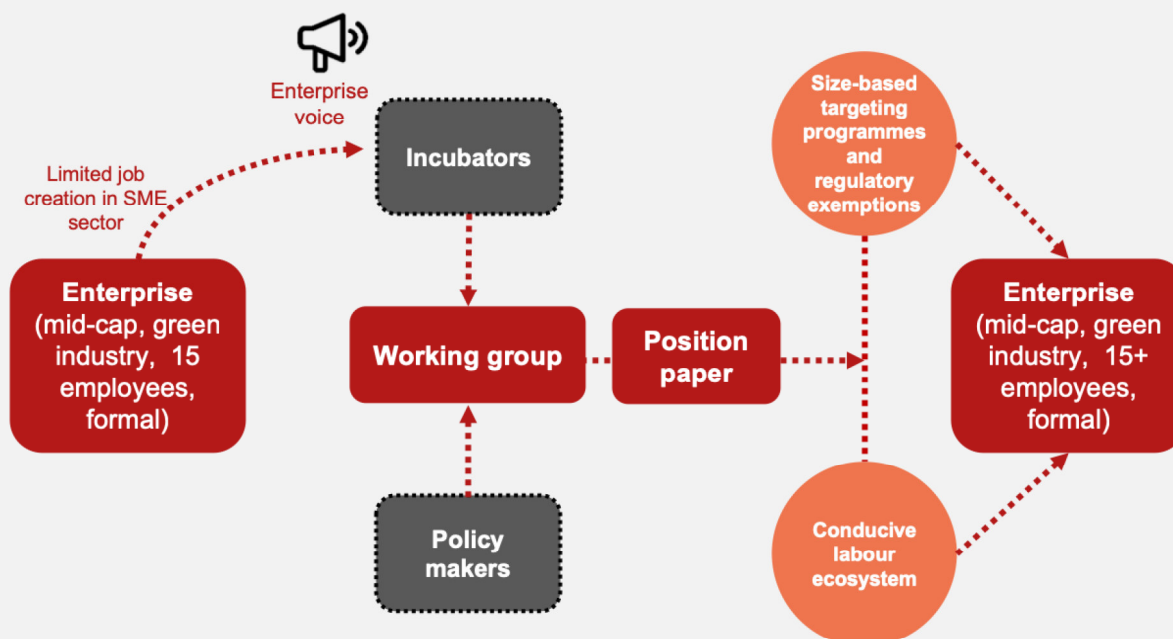 Enterprise
voice
Limited job
creation in SME
sector
Enterprise
(mid-cap, green
industry, 15
employees,
formal)
Incubators
Working group
Policy
makers
Position
paper
Size-based
targeting
programmes
and
regulatory
exemptions
Conducive
labour
ecosystem
Enterprise
(mid-cap, green
industry, 15+
employees,
formal)